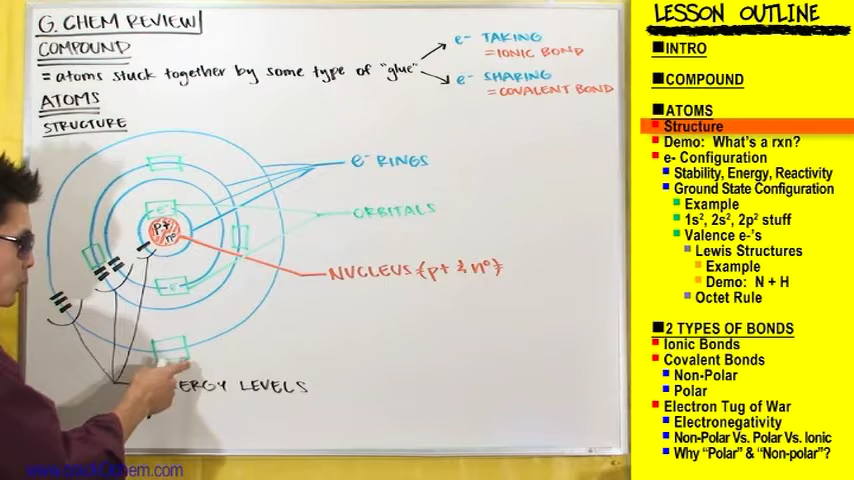 G. CHEM REVIEW
COMPOUND
= atoms stuck together by some type of "glue"
e- TAKING
= IONIC BOND
e- SHARING
= COVALENT BOND
ATOMS
STRUCTURE
e- RINGS
ORBITALS
e-
p+
n°
NUCLEUS {p+ & n°}
e-
ERGY LEVELS
LESSON OUTLINE
INTRO
COMPOUND
ATOMS
Structure
Demo: What's a rxn?
e- Configuration
Stability, Energy, Reactivity
Ground State Configuration
Example
1s², 2s², 2p² stuff
Valence e-'s
Lewis Structures
Example
Demo: N + H
Octet Rule
2 TYPES OF BONDS
Ionic Bonds
Covalent Bonds
Non-Polar
Polar
Electron Tug of War
Electronegativity
Non-Polar Vs. Polar Vs. Ionic
Why "Polar" & "Non-polar"?